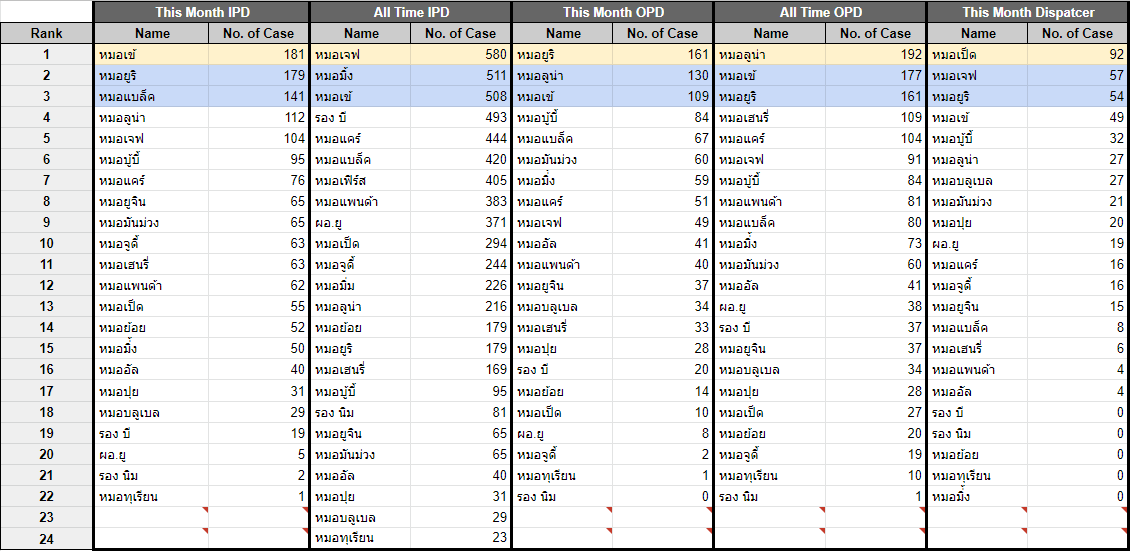 This Month IPD All Time IPD This Month OPD All Time OPD This Month Dispatcer
Rank Name No. of Case Name No. of Case Name No. of Case Name No. of Case Name No. of Case
1 หมอเข้ 181 หมอเจฟ 580 หมอยูริ 161 หมอลูน่า 192 หมอเป็ด 92
2 หมอยูริ 179 หมอมิ้ง 511 หมอลูน่า 130 หมอเข้ 177 หมอเจฟ 57
3 หมอแบล็ค 141 หมอเข้ 508 หมอเข้ 109 หมอยูริ 161 หมอยูริ 54
4 หมอลูน่า 112 รอง บี 493 หมอบู้บี้ 84 หมอเฮนรี่ 109 หมอเข้ 49
5 หมอเจฟ 104 หมอแคร์ 444 หมอแบล็ค 67 หมอแคร์ 104 หมอบู้บี้ 32
6 หมอบู้บี้ 95 หมอแบล็ค 420 หมอมันม่วง 60 หมอเจฟ 91 หมอลูน่า 27
7 หมอแคร์ 76 หมอเฟิร์ส 405 หมอมิ้ง 59 หมอบู้บี้ 84 หมอบลูเบล 27
8 หมอยูจิน 65 หมอแพนด้า 383 หมอแคร์ 51 หมอแพนด้า 81 หมอมันม่วง 21
9 หมอมันม่วง 65 ผอ.ยู 371 หมอเจฟ 49 หมอแบล็ค 80 หมอปุย 20
10 หมอจูดี้ 63 หมอเป็ด 294 หมออัล 41 หมอมิ้ง 73 ผอ.ยู 19
11 หมอเฮนรี่ 63 หมอจูดี้ 244 หมอแพนด้า 40 หมอมันม่วง 60 หมอแคร์ 16
12 หมอแพนด้า 62 หมอมิ่ม 226 หมอยูจิน 37 หมออัล 41 หมอจูดี้ 16
13 หมอเป็ด 55 หมอลูน่า 216 หมอบลูเบล 34 ผอ.ยู 38 หมอยูจิน 15
14 หมอย้อย 52 หมอย้อย 179 หมอเฮนรี่ 33 รอง บี 37 หมอแบล็ค 8
15 หมอมิ้ง 50 หมอยูริ 179 หมอปุย 28 หมอยูจิน 37 หมอเฮนรี่ 6
16 หมออัล 40 หมอเฮนรี่ 169 รอง บี 20 หมอบลูเบล 34 หมอแพนด้า 4
17 หมอปุย 31 หมอบู้บี้ 95 หมอย้อย 14 หมอปุย 28 หมออัล 4
18 หมอบลูเบล 29 รอง นิม 81 หมอเป็ด 10 หมอเป็ด 27 รอง บี 0
19 รอง บี 19 หมอยูจิน 65 ผอ.ยู 8 หมอย้อย 20 รอง นิม 0
20 ผอ.ยู 5 หมอมันม่วง 65 หมอจูดี้ 2 หมอจูดี้ 19 หมอย้อย 0
21 รอง นิม 2 หมออัล 40 หมอทุเรียน 1 หมอทุเรียน 10 หมอทุเรียน 0
22 หมอทุเรียน 1 หมอปุย 31 รอง นิม 0 รอง นิม 1 หมอมิ้ง 0
23 หมอบลูเบล 29
24 หมอทุเรียน 23